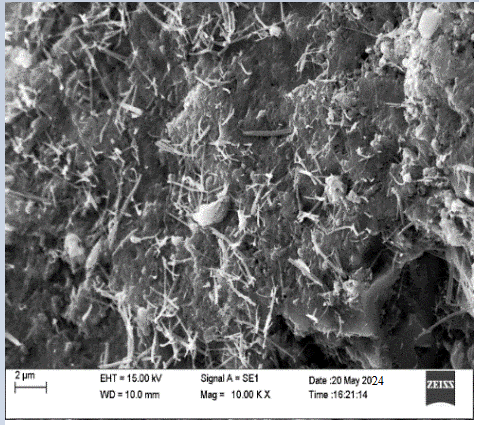 2 µm
EHT = 15.00 kV Signal A = SE1 Date :20 May 2024
WD = 10.0 mm Mag = 10.00 K X Time :16:21:14
ZEISS